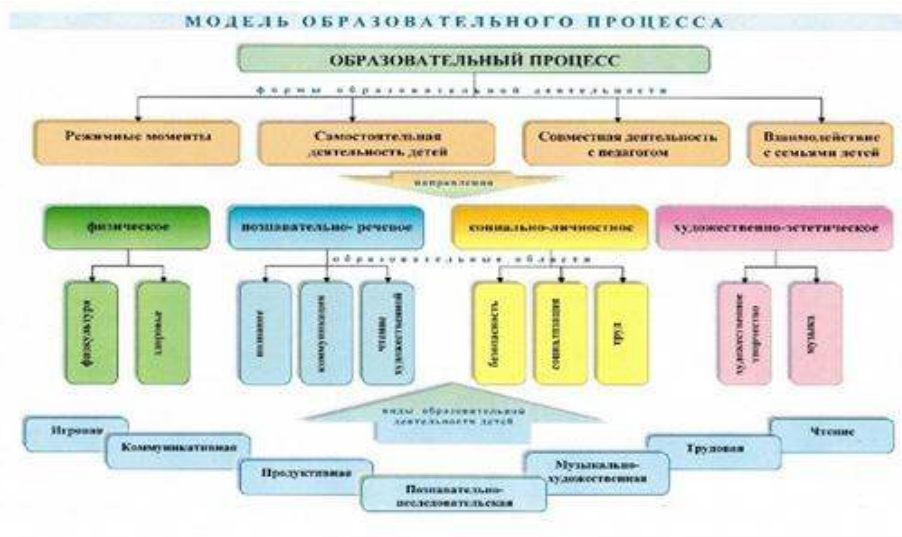 МОДЕЛЬ ОБРАЗОВАТЕЛЬНОГО ПРОЦЕССА
ОБРАЗОВАТЕЛЬНЫЙ ПРОЦЕСС
формы образовательной деятельности
Режимные моменты
Самостоятельная
деятельность детей
Совместная деятельность
с педагогом
Взаимодействие
с семьями детей
направления
физическое
познавательно- речевое
социально-личностное
художественно-эстетическое
образовательные области
физкультура
здоровье
познание
коммуникация
чтение
художественной
безопасность
социализация
труд
художественное
творчество
музыка
виды образовательной
деятельности детей
Игровая
Коммуникативная
Продуктивная
Познавательно-
исследовательская
Музыкально-
художественная
Трудовая
Чтение